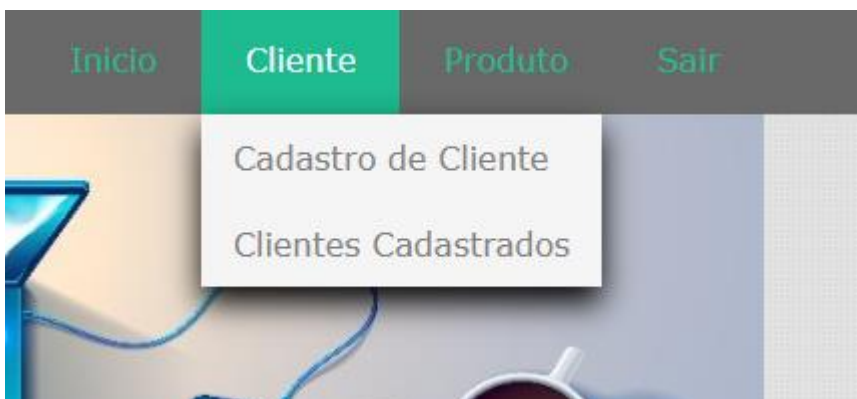 Inicio Cliente Produto Sair
Cadastro de Cliente
Clientes Cadastrados